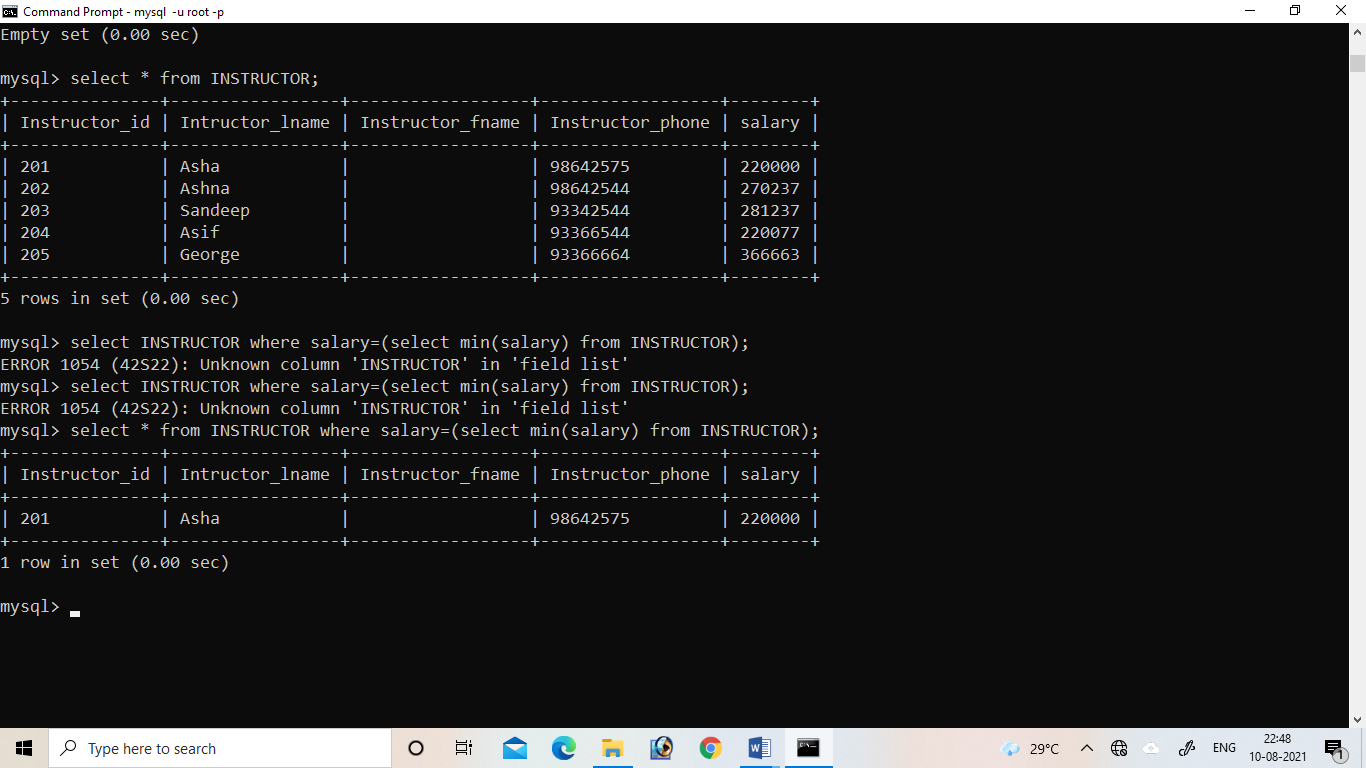 Command Prompt - mysql -u root -p
Empty set (0.00 sec)
mysql> select * from INSTRUCTOR;
+---------------+-----------------+------------------+------------------+--------+
| Instructor_id | Intructor_lname | Instructor_fname | Instructor_phone | salary |
+---------------+-----------------+------------------+------------------+--------+
| 201           | Asha            |                  | 98642575         | 220000 |
| 202           | Ashna           |                  | 98642544         | 270237 |
| 203           | Sandeep         |                  | 93342544         | 281237 |
| 204           | Asif            |                  | 93366544         | 220077 |
| 205           | George          |                  | 93366664         | 366663 |
+---------------+-----------------+------------------+------------------+--------+
5 rows in set (0.00 sec)
mysql> select INSTRUCTOR where salary=(select min(salary) from INSTRUCTOR);
ERROR 1054 (42S22): Unknown column 'INSTRUCTOR' in 'field list'
mysql> select INSTRUCTOR where salary=(select min(salary) from INSTRUCTOR);
ERROR 1054 (42S22): Unknown column 'INSTRUCTOR' in 'field list'
mysql> select * from INSTRUCTOR where salary=(select min(salary) from INSTRUCTOR);
+---------------+-----------------+------------------+------------------+--------+
| Instructor_id | Intructor_lname | Instructor_fname | Instructor_phone | salary |
+---------------+-----------------+------------------+------------------+--------+
| 201           | Asha            |                  | 98642575         | 220000 |
+---------------+-----------------+------------------+------------------+--------+
1 row in set (0.00 sec)
mysql>
Type here to search
29°C
ENG
22:48
10-08-2021
1